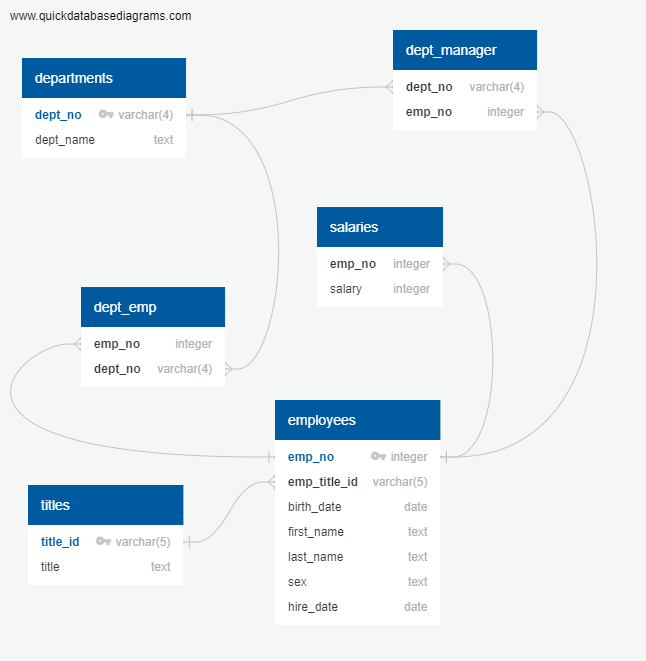 www.quickdatabasediagrams.com
departments
dept_no varchar(4)
dept_name text
dept_manager
dept_no varchar(4)
emp_no integer
salaries
emp_no integer
salary integer
dept_emp
emp_no integer
dept_no varchar(4)
employees
emp_no integer
emp_title_id varchar(5)
birth_date date
first_name text
last_name text
sex text
hire_date date
titles
title_id varchar(5)
title text